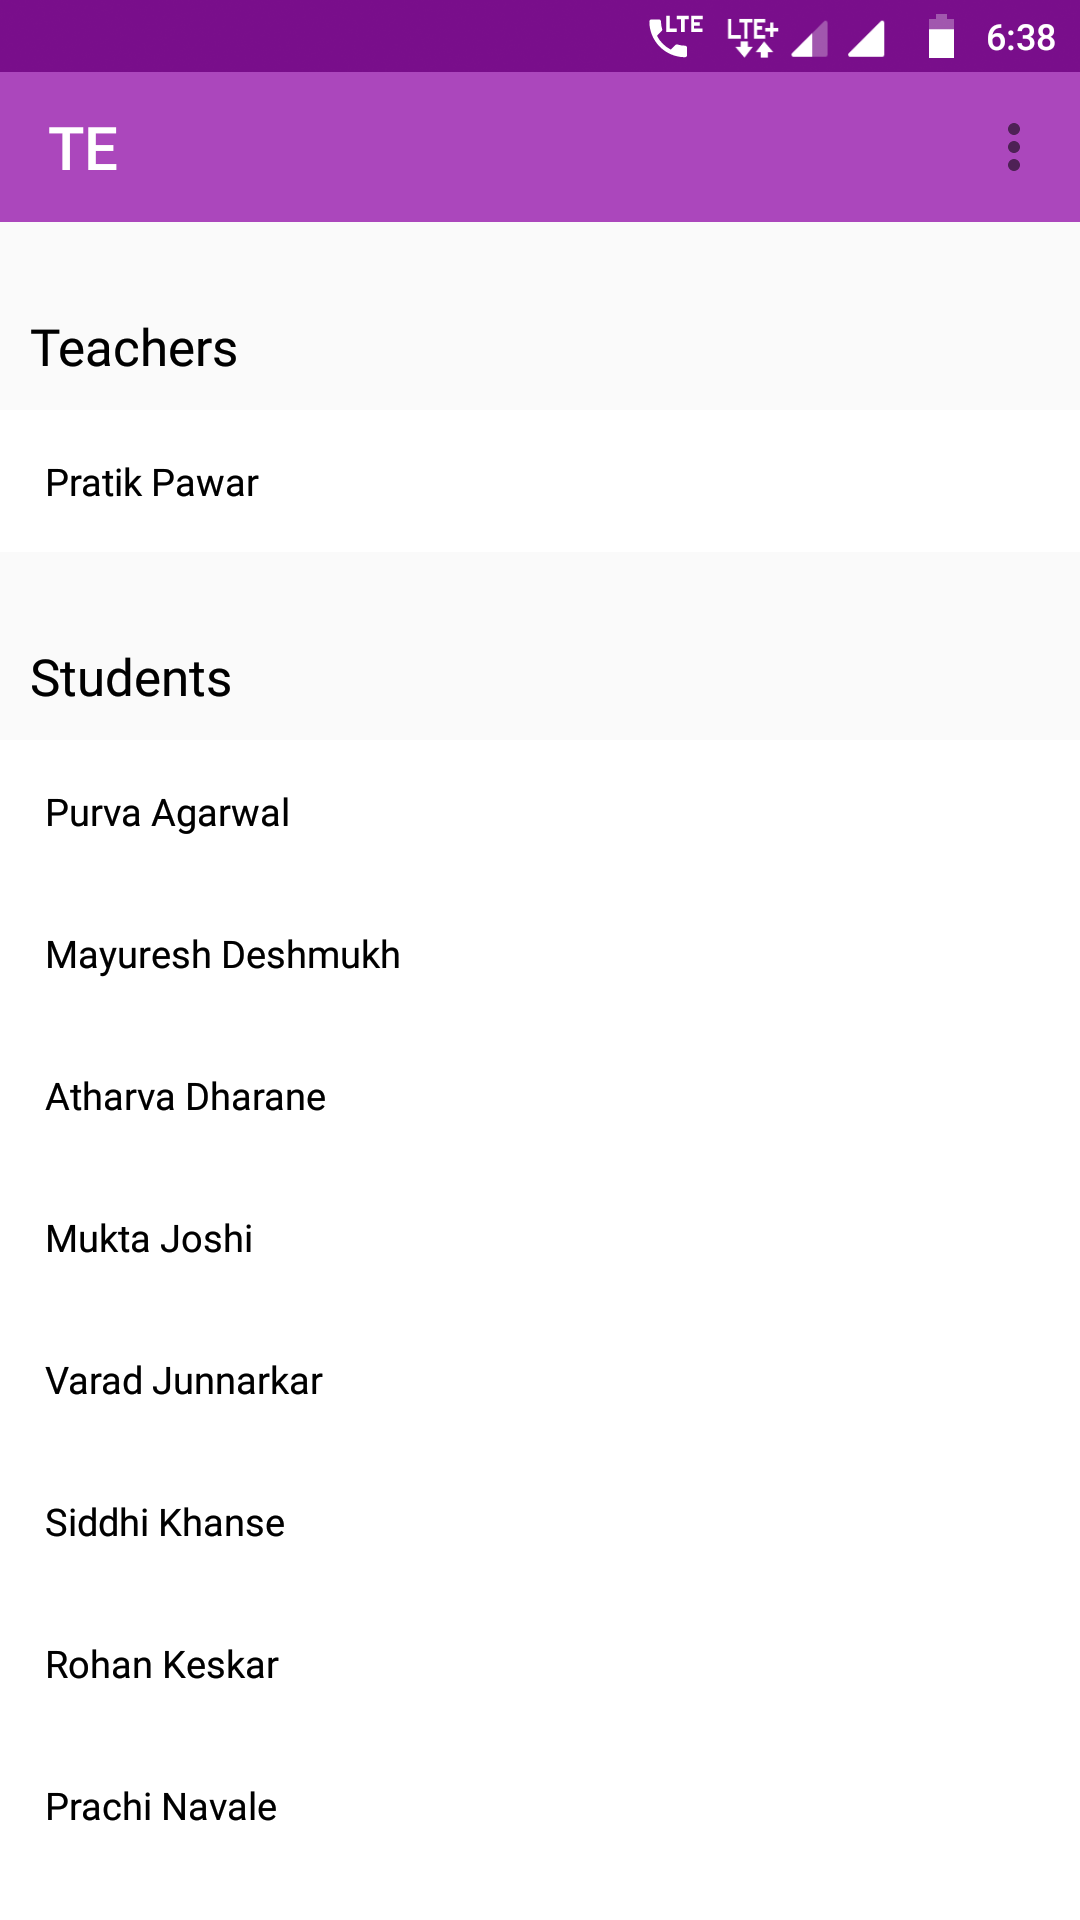 LTE LTE+ 6:38
TE
Teachers
Pratik Pawar
Students
Purva Agarwal
Mayuresh Deshmukh
Atharva Dharane
Mukta Joshi
Varad Junnarkar
Siddhi Khanse
Rohan Keskar
Prachi Navale